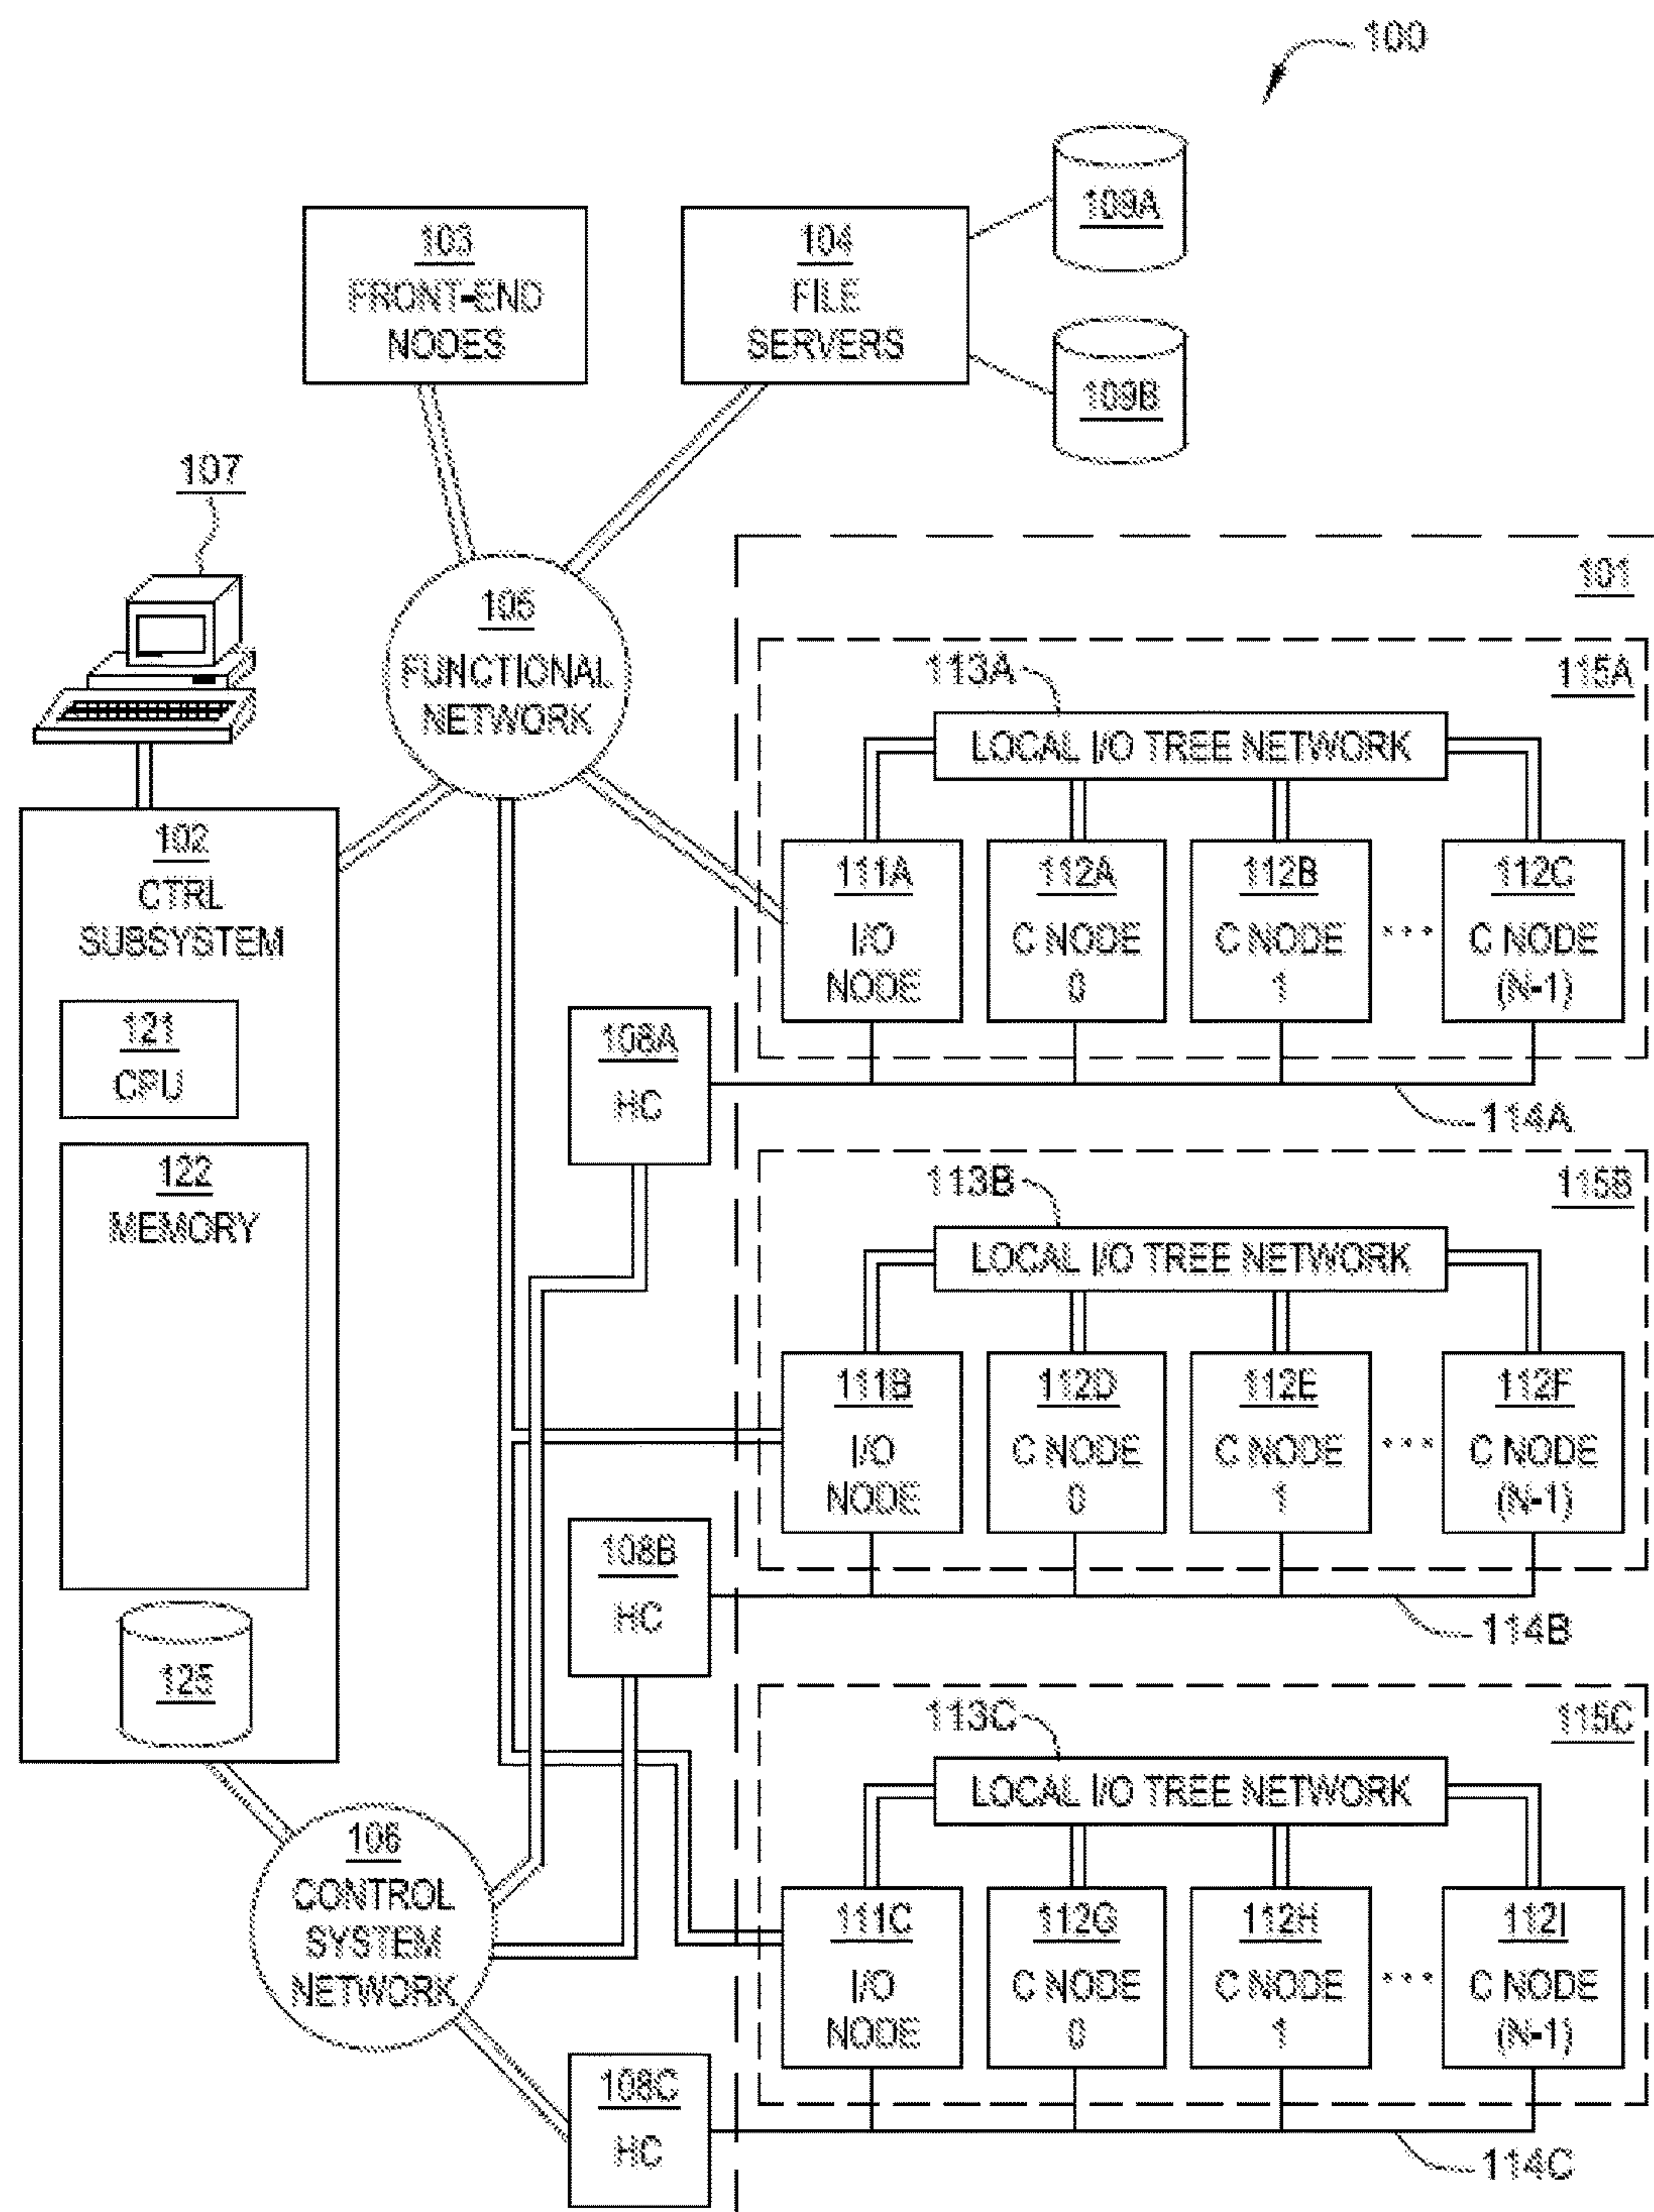 100
103
FRONT-END
NODES
104
FILE
SERVERS
109A
109B
107
105
FUNCTIONAL
NETWORK
102
CTRL
SUBSYSTEM
121
CPU
122
MEMORY
125
106
CONTROL
SYSTEM
NETWORK
108A
HC
108B
HC
108C
HC
101
115A
113A
LOCAL I/O TREE NETWORK
111A
I/O
NODE
112A
C NODE
0
112B
C NODE
1
...
112C
C NODE
(N-1)
114A
115B
113B
LOCAL I/O TREE NETWORK
111B
I/O
NODE
112D
C NODE
0
112E
C NODE
1
...
112F
C NODE
(N-1)
114B
115C
113C
LOCAL I/O TREE NETWORK
111C
I/O
NODE
112G
C NODE
0
112H
C NODE
1
...
112I
C NODE
(N-1)
114C